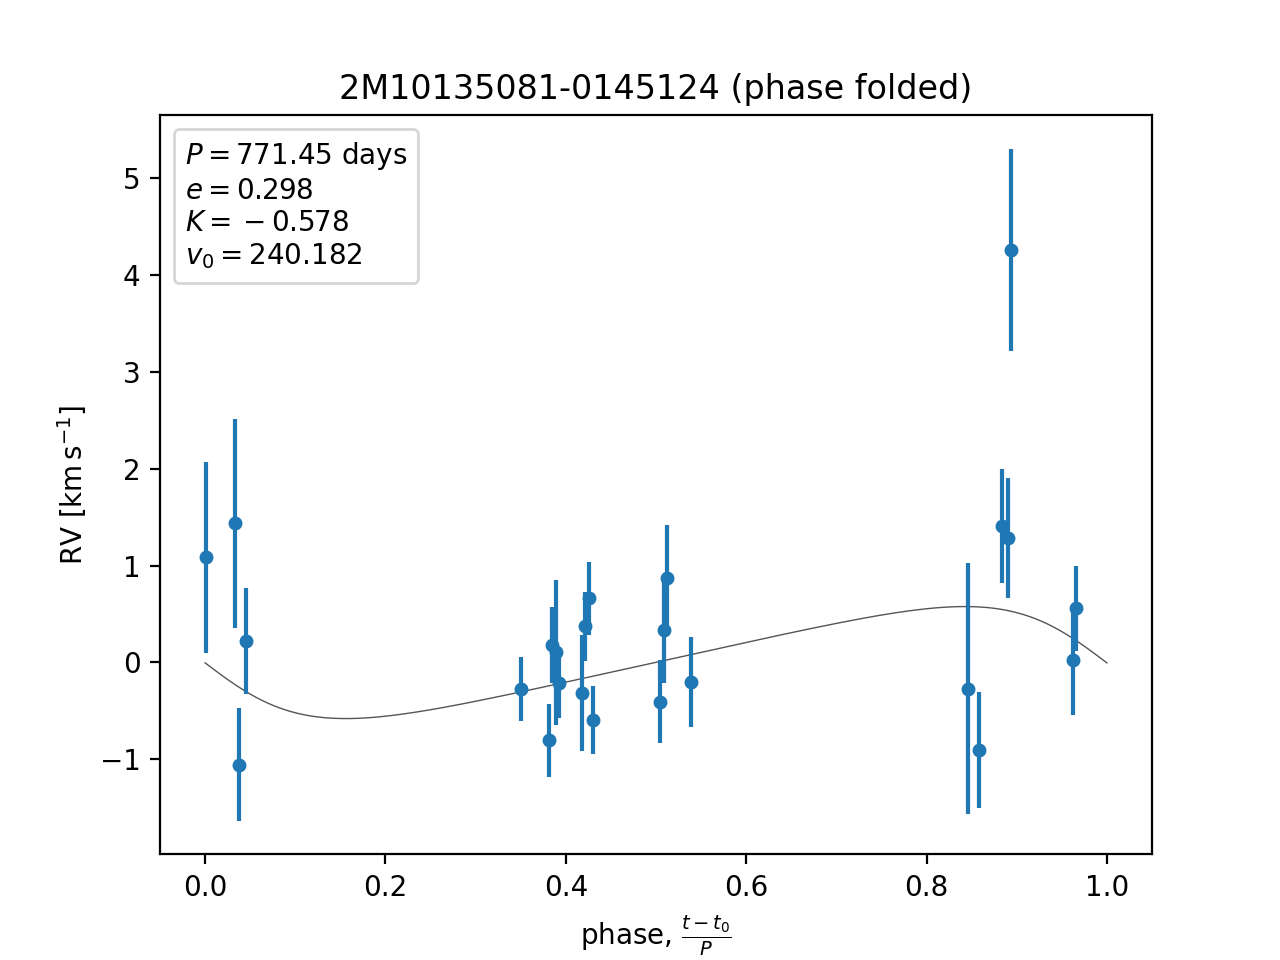 2M10135081-0145124 (phase folded)
P = 771.45 days
e = 0.298
K = −0.578
v₀ = 240.182
5
4
3
2
1
0
−1
RV [km s⁻¹]
0.0 0.2 0.4 0.6 0.8 1.0
phase, (t − t₀)/P